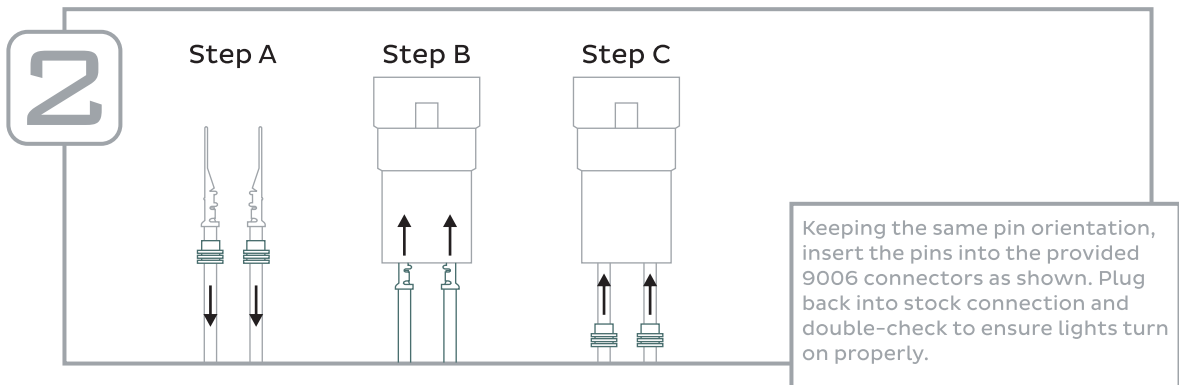 2
Step A
Step B
Step C
Keeping the same pin orientation,
insert the pins into the provided
9006 connectors as shown. Plug
back into stock connection and
double-check to ensure lights turn
on properly.